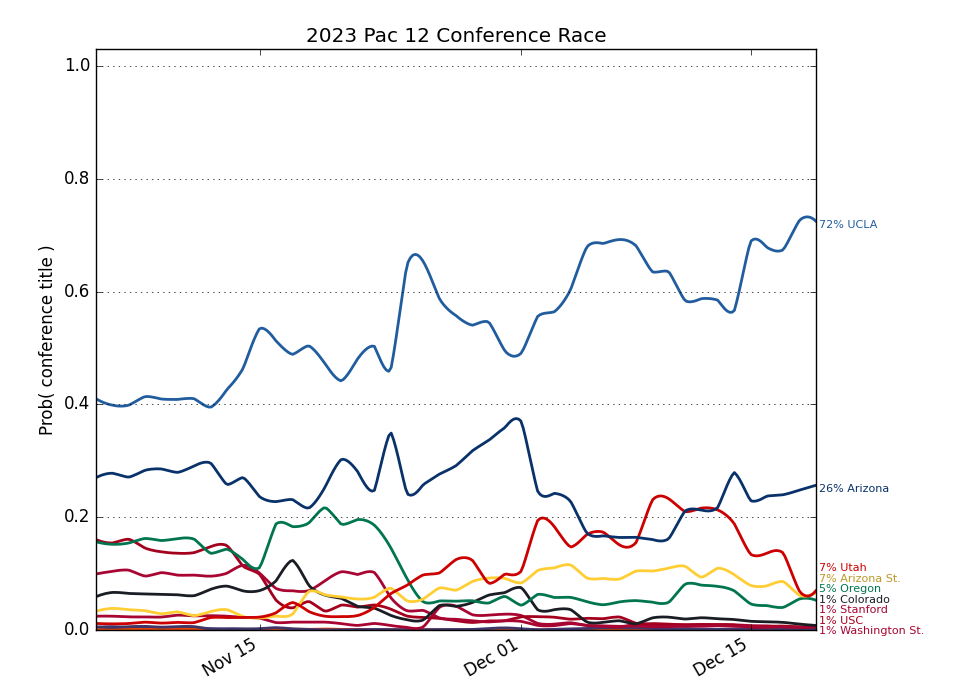 2023 Pac 12 Conference Race
Prob( conference title )
1.0
0.8
0.6
0.4
0.2
0.0
Nov 15
Dec 01
Dec 15
72% UCLA
26% Arizona
7% Utah
7% Arizona St.
5% Oregon
1% Colorado
1% Stanford
1% USC
1% Washington St.